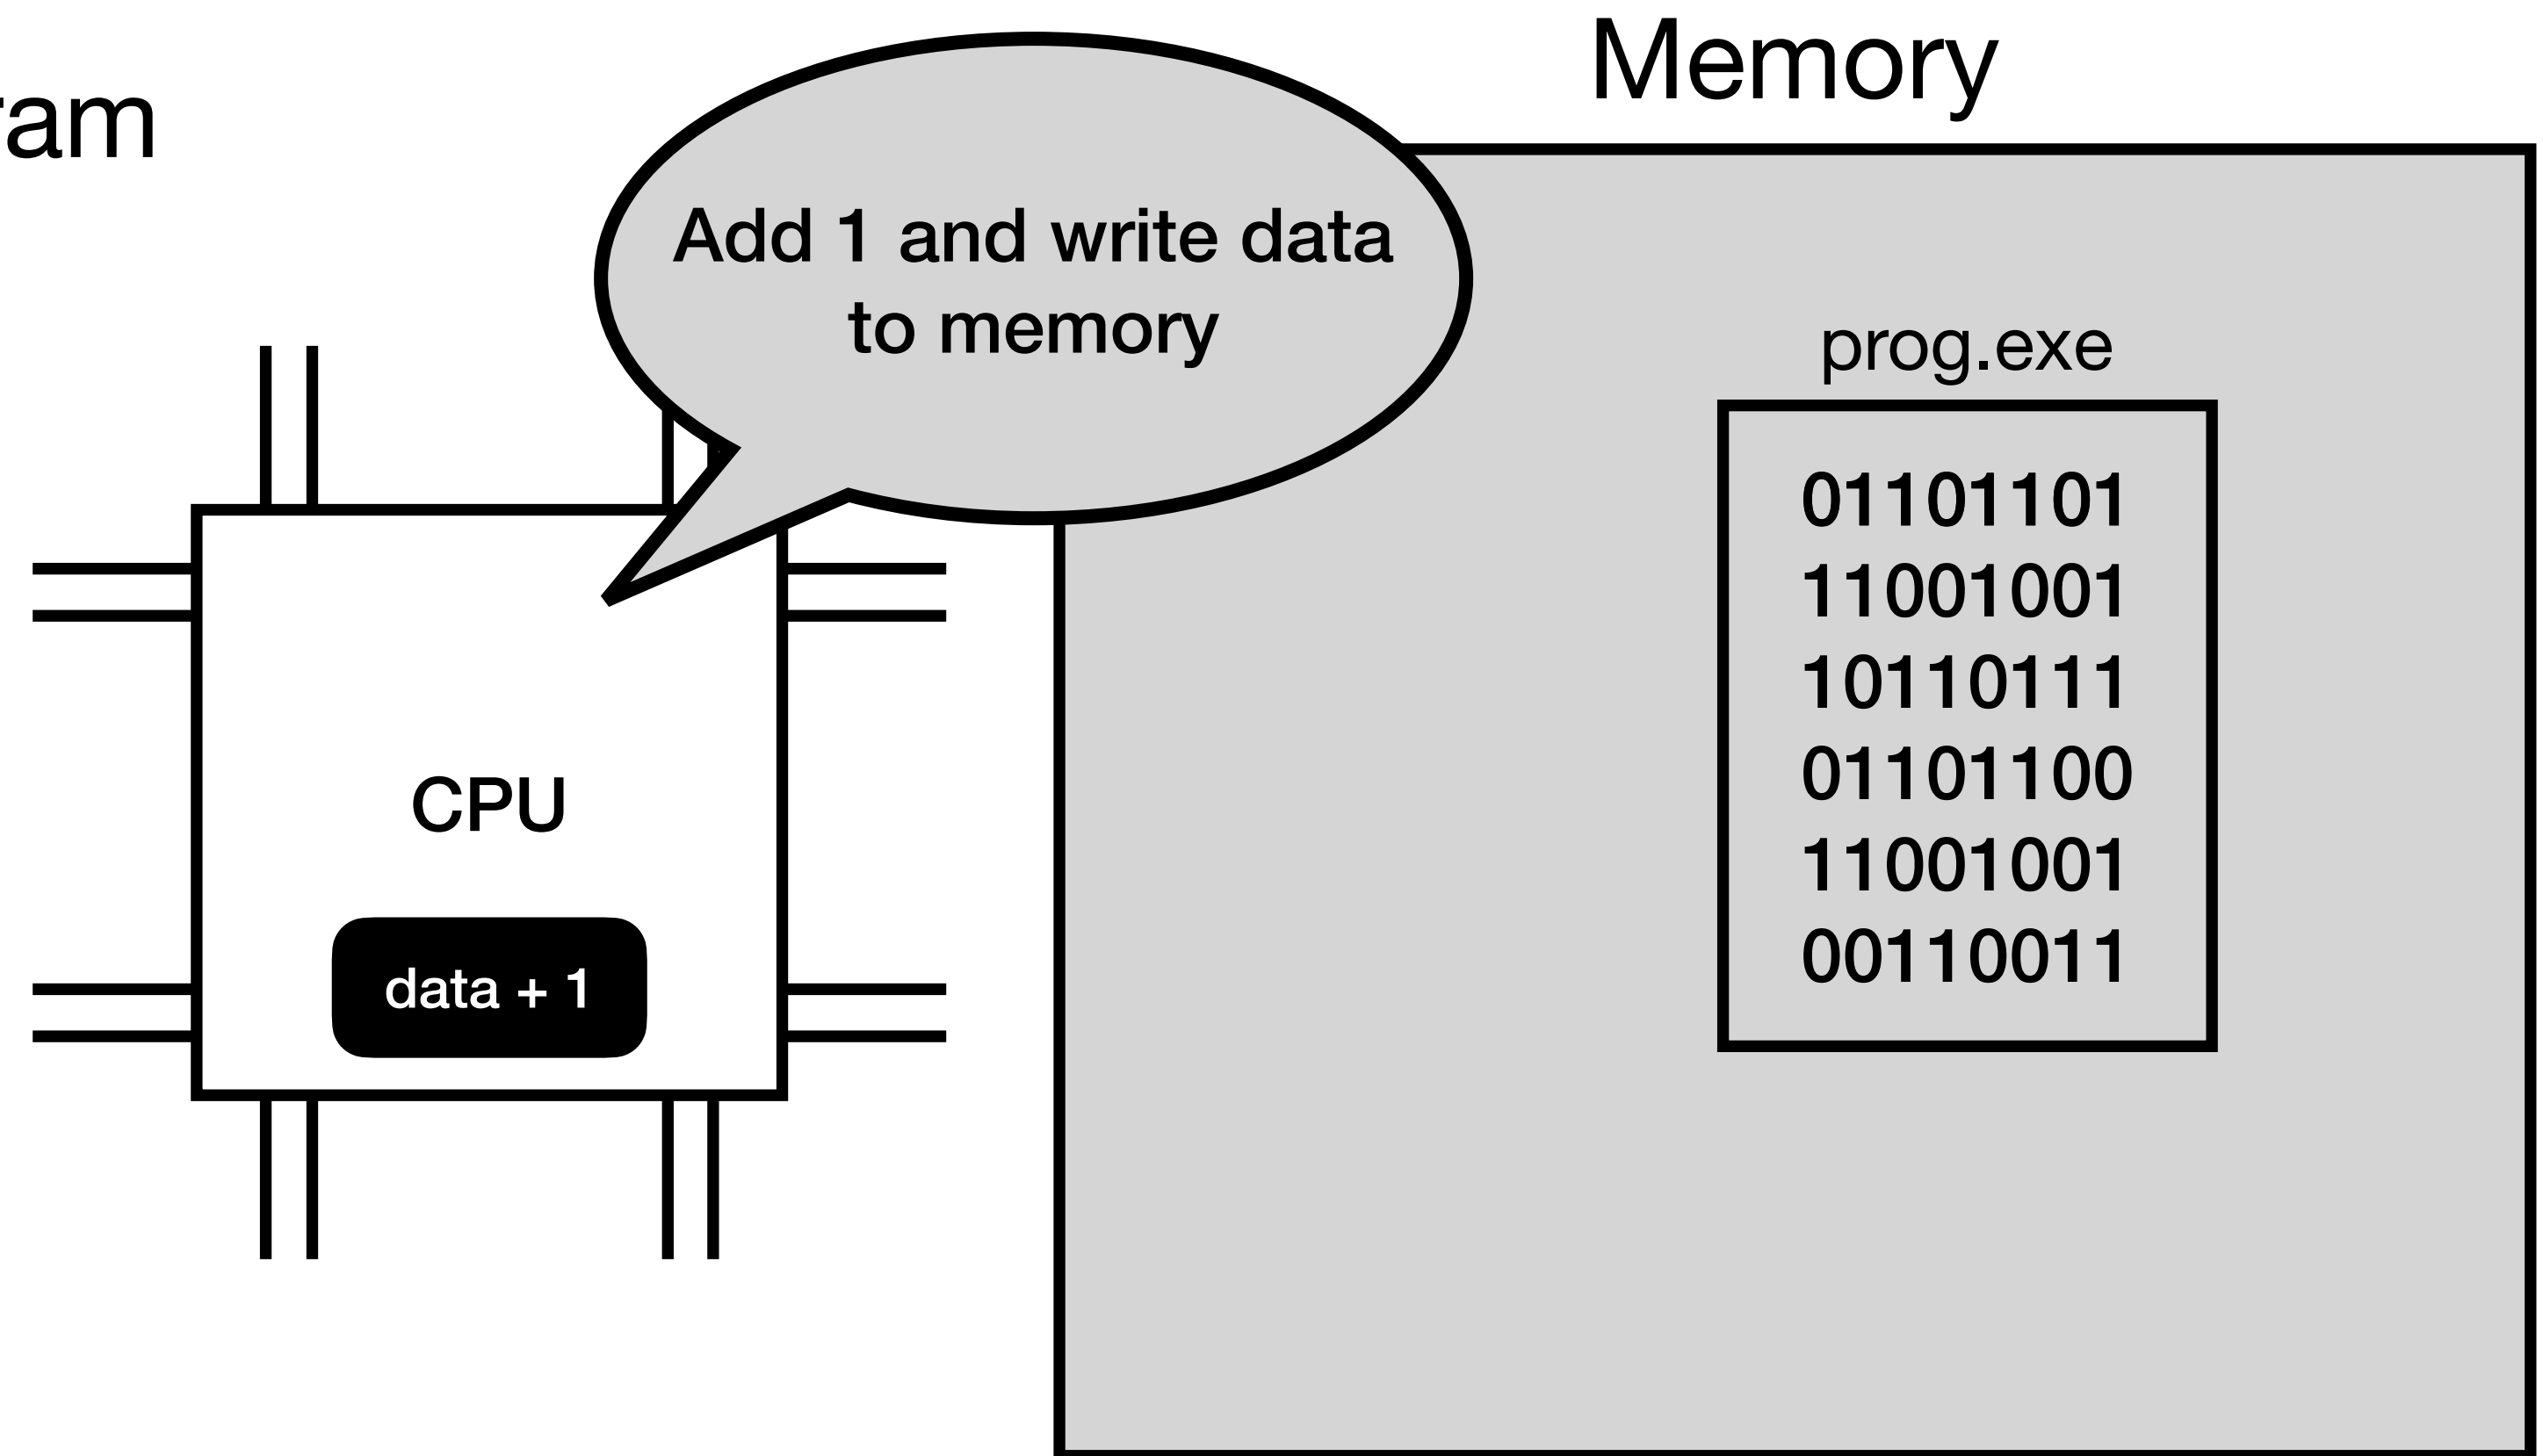 am
Memory
Add 1 and write data
to memory
prog.exe
01101101
11001001
10110111
01101100
11001001
00110011
CPU
data + 1